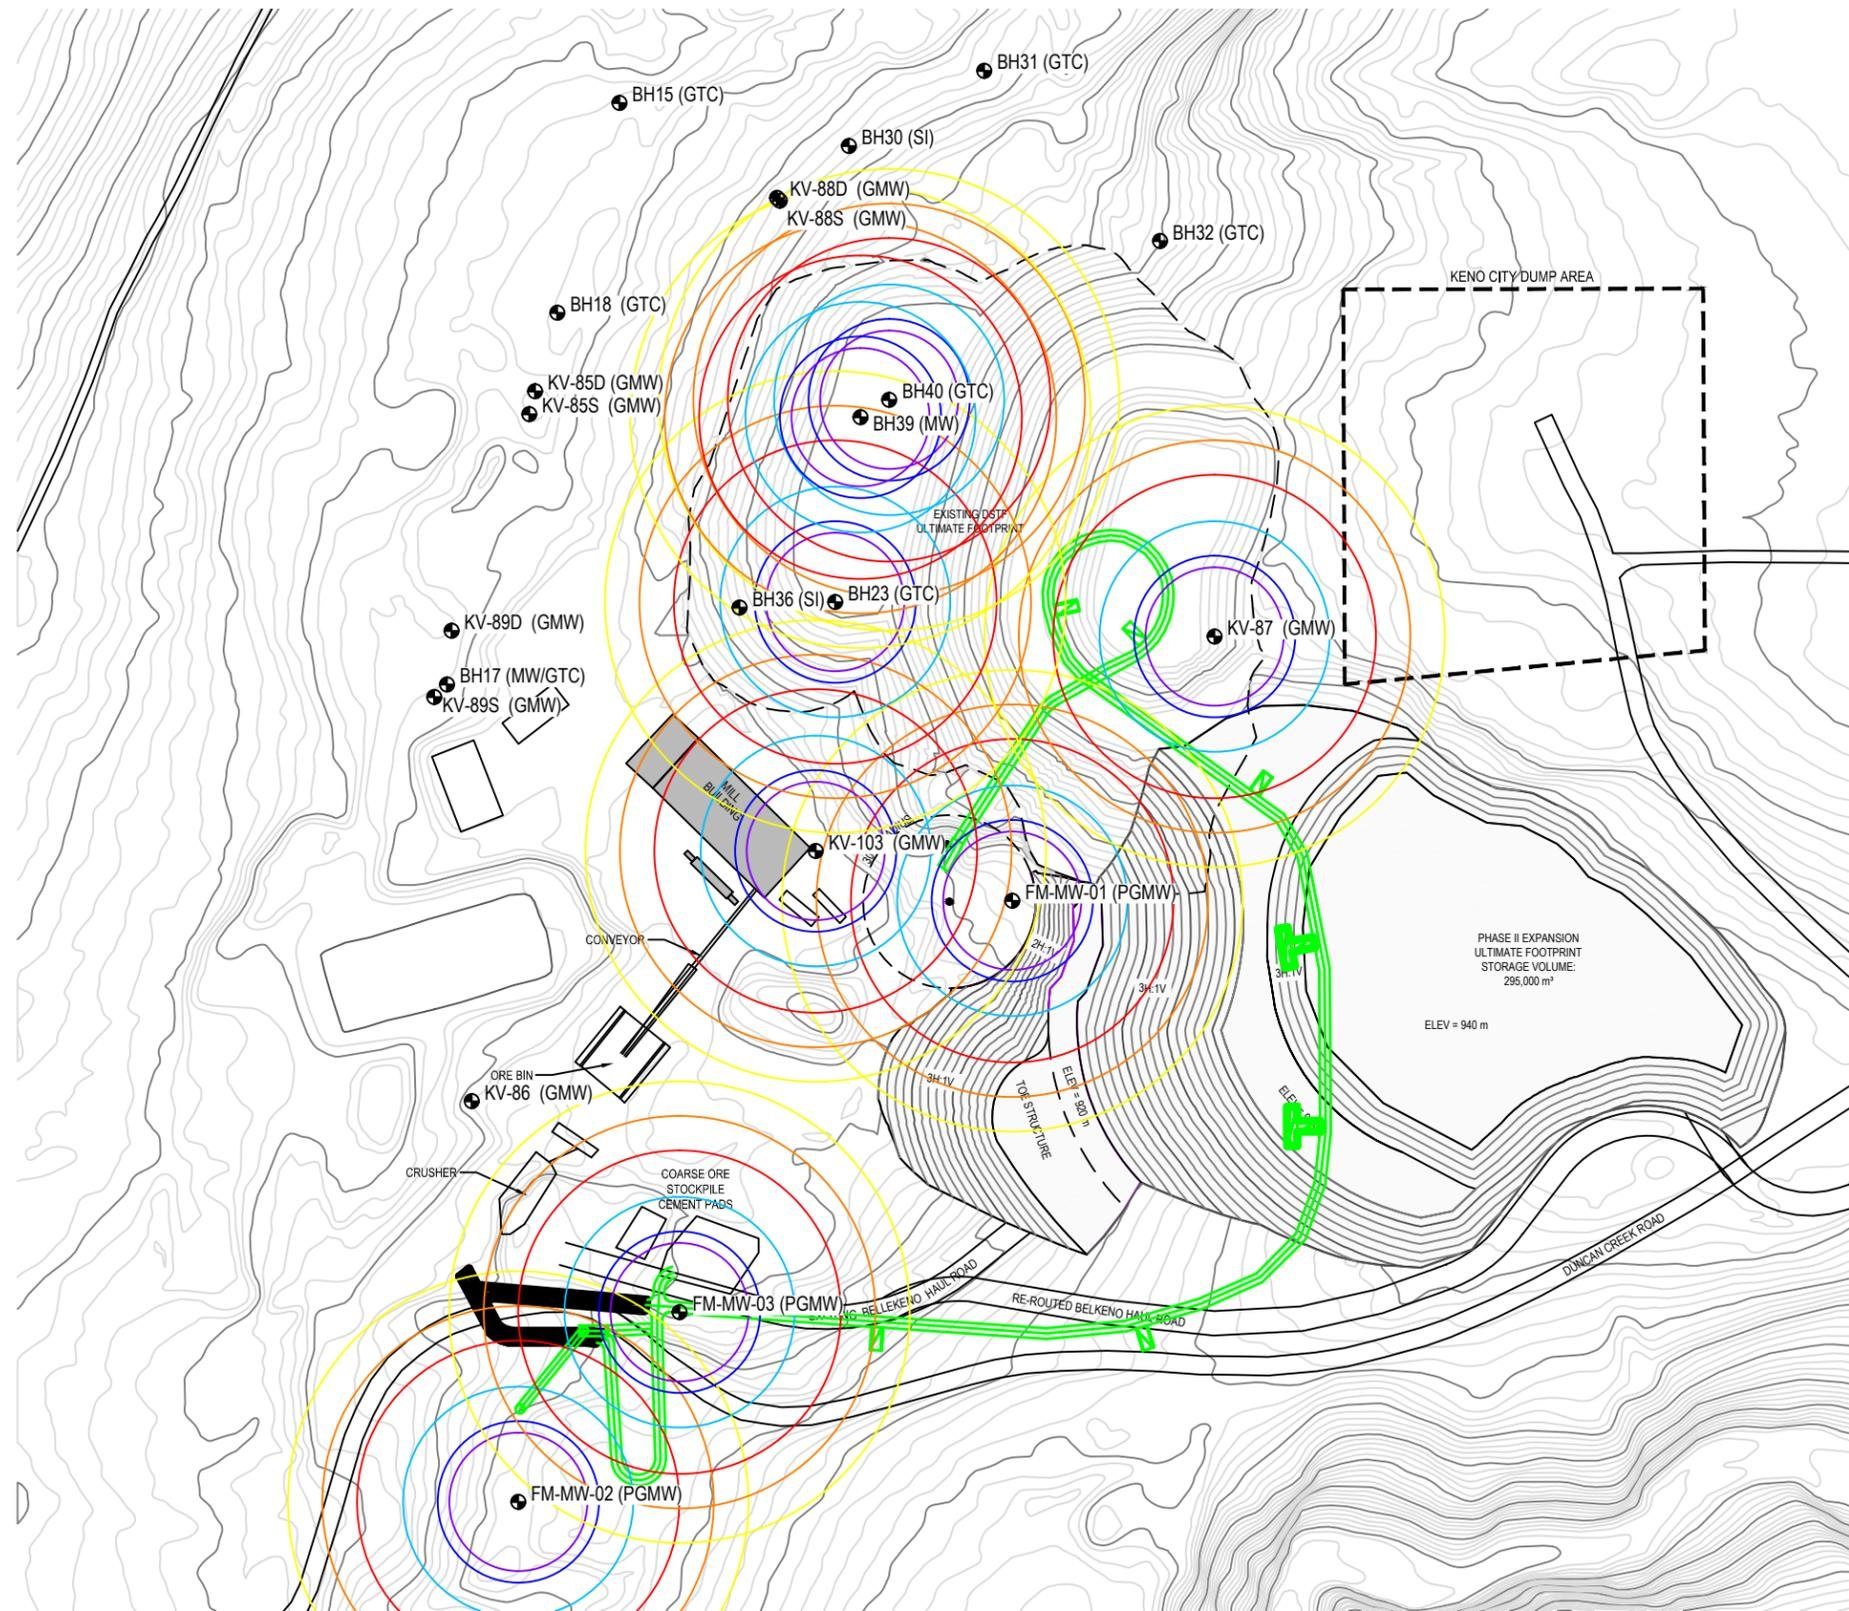 BH31 (GTC)
BH15 (GTC)
BH30 (SI)
KV-88D (GMW)
KV-88S (GMW)
BH32 (GTC)
KENO CITY DUMP AREA
BH18 (GTC)
KV-85D (GMW)
KV-85S (GMW)
BH40 (GTC)
BH39 (MW)
EXISTING DSTF
ULTIMATE FOOTPRINT
BH36 (SI)
BH23 (GTC)
KV-89D (GMW)
KV-87 (GMW)
BH17 (MW/GTC)
KV-89S (GMW)
MILL
BUILDING
KV-103 (GMW)
FM-MW-01 (PGMW)
CONVEYOR
2H:1V
3H:1V
3H:1V
PHASE II EXPANSION
ULTIMATE FOOTPRINT
STORAGE VOLUME:
295,000 m³
ELEV = 940 m
ORE BIN
KV-86 (GMW)
3H:1V
TOE STRUCTURE
ELEV = 920 m
CRUSHER
COARSE ORE
STOCKPILE
CEMENT PADS
DUNCAN CREEK ROAD
FM-MW-03 (PGMW)
BELLEKENO HAUL ROAD
RE-ROUTED BELKENO HAUL ROAD
FM-MW-02 (PGMW)